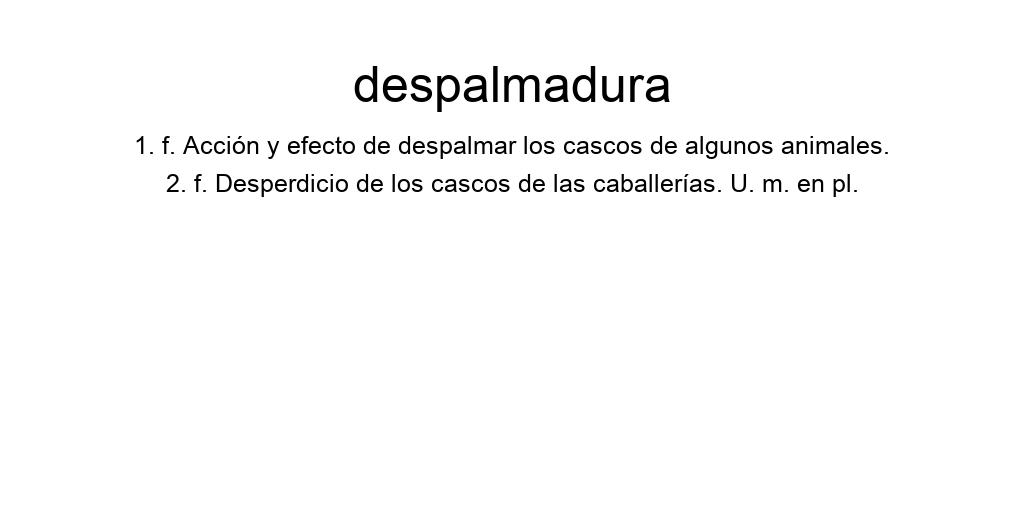 despalmadura
1. f. Acción y efecto de despalmar los cascos de algunos animales.
2. f. Desperdicio de los cascos de las caballerías. U. m. en pl.